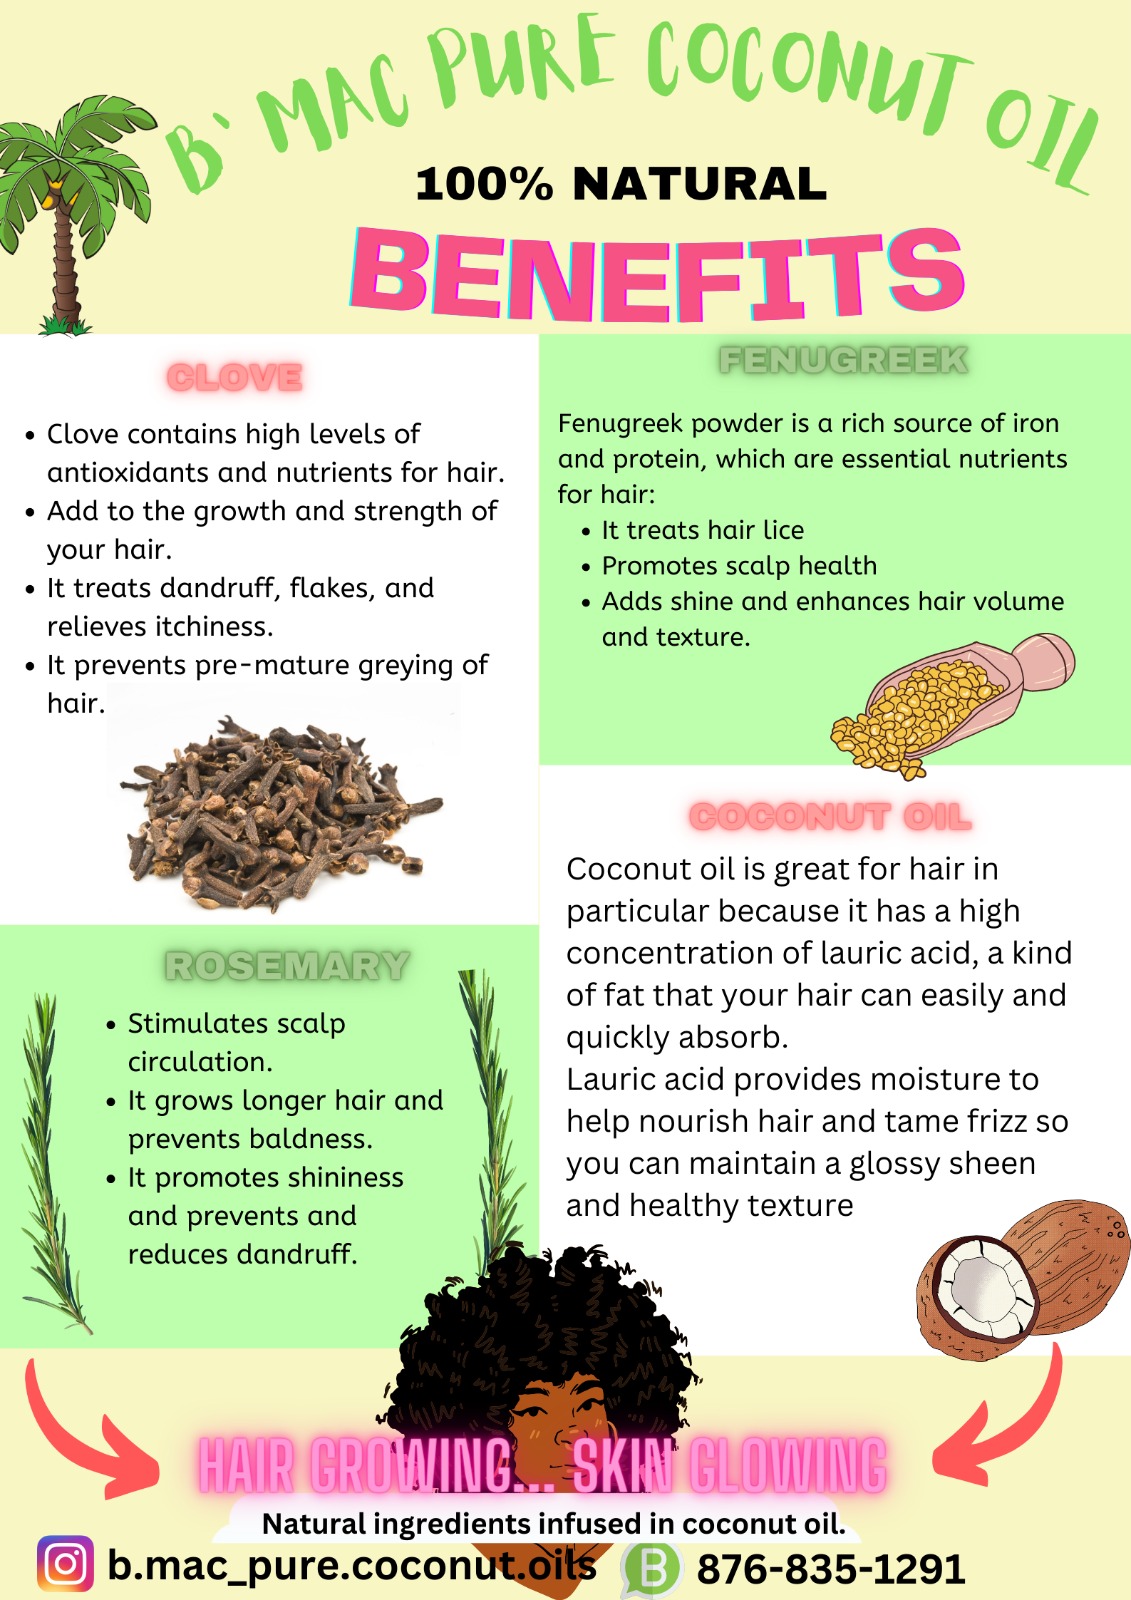 B` MAC PURE COCONUT OIL
100% NATURAL
BENEFITS
CLOVE
• Clove contains high levels of
antioxidants and nutrients for hair.
• Add to the growth and strength of
your hair.
• It treats dandruff, flakes, and
relieves itchiness.
• It prevents pre-mature greying of
hair.
FENUGREEK
Fenugreek powder is a rich source of iron
and protein, which are essential nutrients
for hair:
• It treats hair lice
• Promotes scalp health
• Adds shine and enhances hair volume
and texture.
ROSEMARY
• Stimulates scalp
circulation.
• It grows longer hair and
prevents baldness.
• It promotes shininess
and prevents and
reduces dandruff.
COCONUT OIL
Coconut oil is great for hair in
particular because it has a high
concentration of lauric acid, a kind
of fat that your hair can easily and
quickly absorb.
Lauric acid provides moisture to
help nourish hair and tame frizz so
you can maintain a glossy sheen
and healthy texture
HAIR GROWING... SKIN GLOWING
Natural ingredients infused in coconut oil.
b.mac_pure.coconut.oils
B 876-835-1291